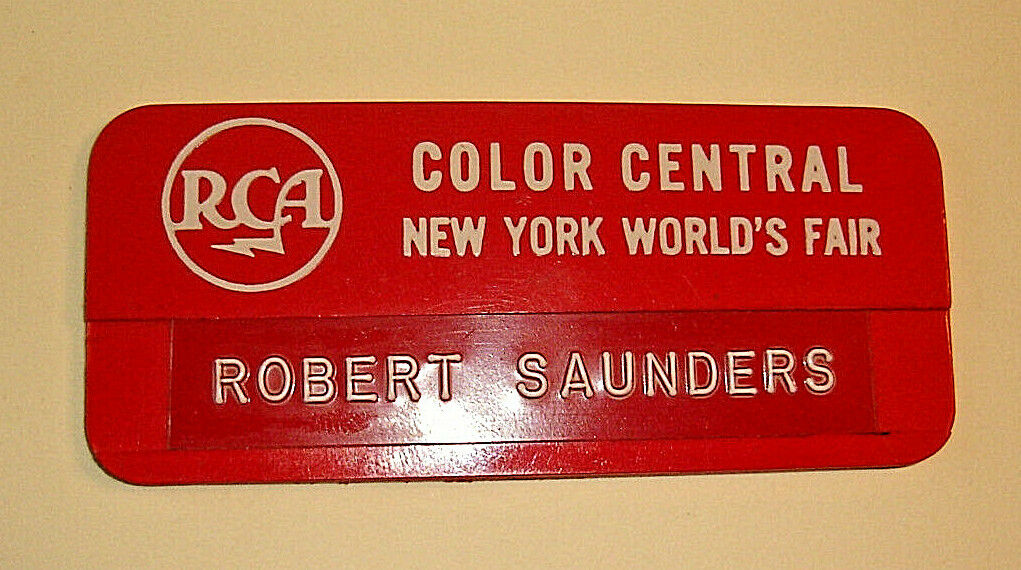 RCA
COLOR CENTRAL
NEW YORK WORLD'S FAIR
ROBERT SAUNDERS